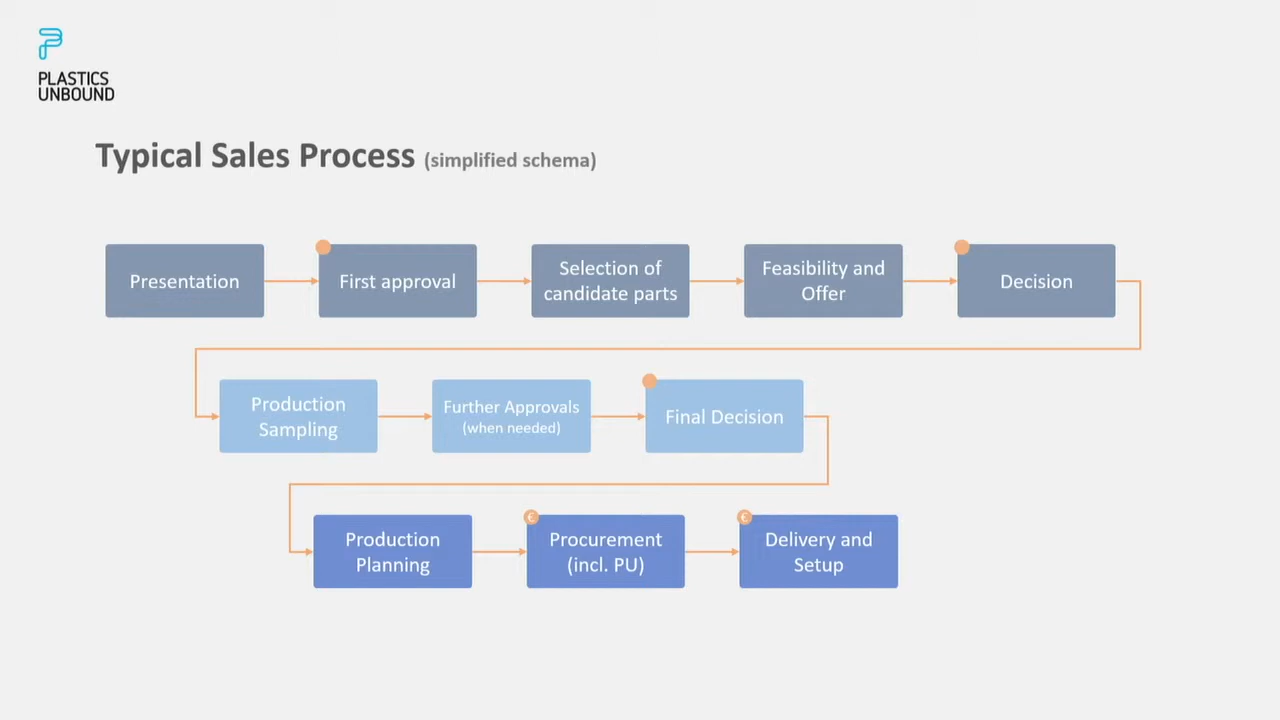 PLASTICS
UNBOUND
Typical Sales Process (simplified schema)
Presentation
First approval
Selection of
candidate parts
Feasibility and
Offer
Decision
Production
Sampling
Further Approvals
(when needed)
Final Decision
Production
Planning
€
Procurement
(incl. PU)
€
Delivery and
Setup